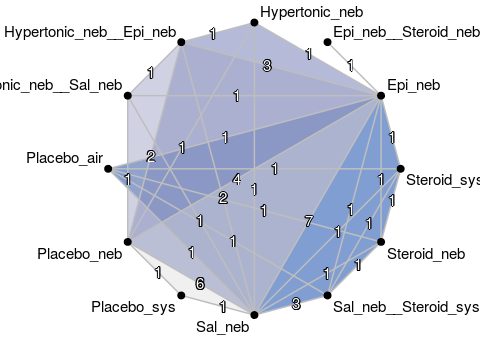 Hypertonic_neb
Hypertonic_neb__Epi_neb
Epi_neb__Steroid_neb
1
1
3
1
1
onic_neb__Sal_neb
1
Epi_neb
1
1
1
1
Placebo_air
2
1
1
4
1
1
Steroid_sys
2
1
1
1
1
7
1
1
Placebo_neb
1
1
Steroid_neb
1
6
1
1
Placebo_sys
1
3
Sal_neb__Steroid_sys
Sal_neb